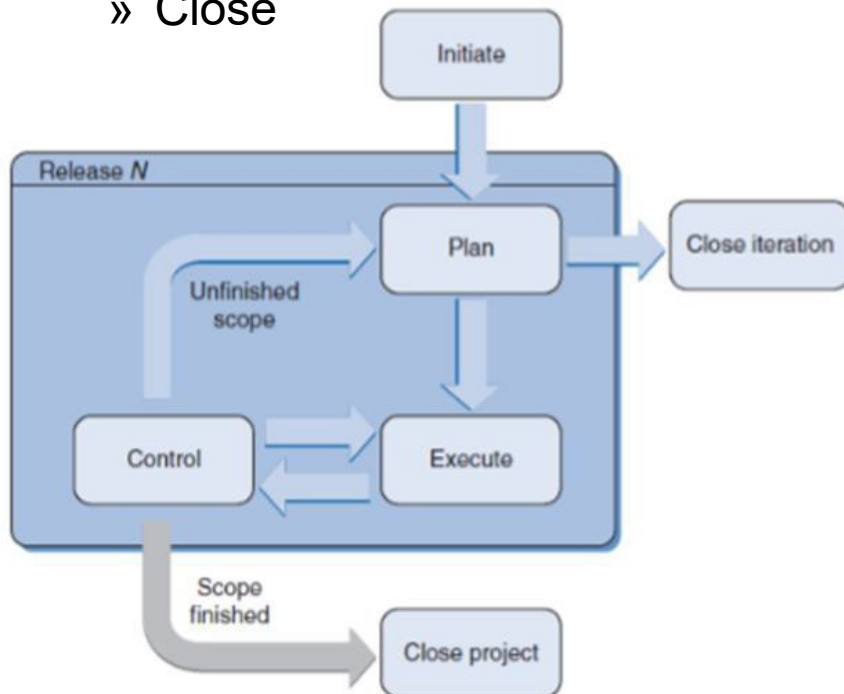 » Close
Initiate
Release N
Plan
Close iteration
Unfinished
scope
Control
Execute
Scope
finished
Close project